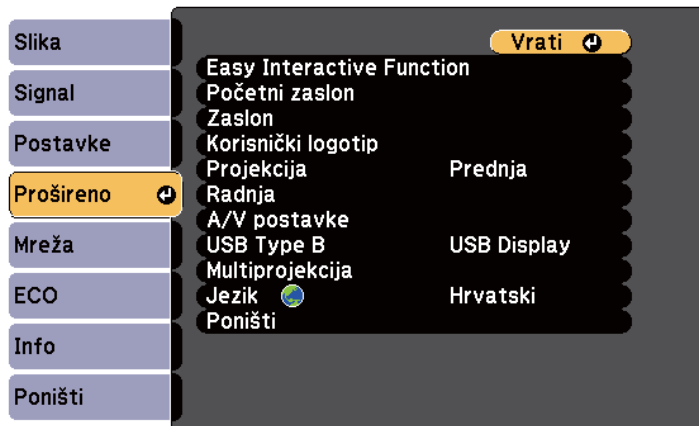 Slika
Signal
Postavke
Prošireno
Mreža
ECO
Info
Poništi
Vrati
Easy Interactive Function
Početni zaslon
Zaslon
Korisnički logotip
Projekcija Prednja
Radnja
A/V postavke
USB Type B USB Display
Multiprojekcija
Jezik Hrvatski
Poništi